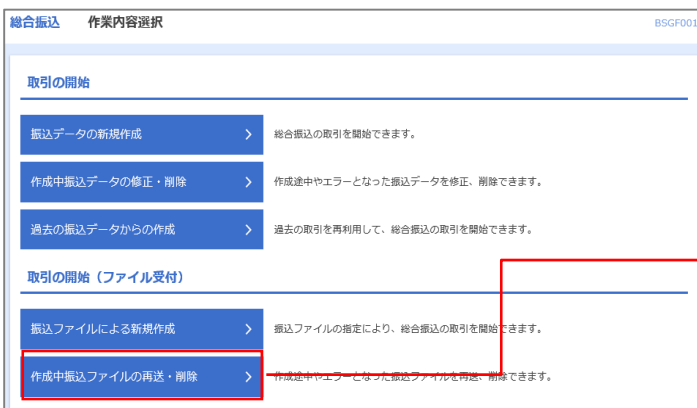 総合振込 作業内容選択 BSGF001
取引の開始
振込データの新規作成 総合振込の取引を開始できます。
作成中振込データの修正・削除 作成途中やエラーとなった振込データを修正、削除できます。
過去の振込データからの作成 過去の取引を再利用して、総合振込の取引を開始できます。
取引の開始（ファイル受付）
振込ファイルによる新規作成 振込ファイルの指定により、総合振込の取引を開始できます。
作成中振込ファイルの再送・削除 作成途中やエラーとなった振込ファイルを再送、削除できます。